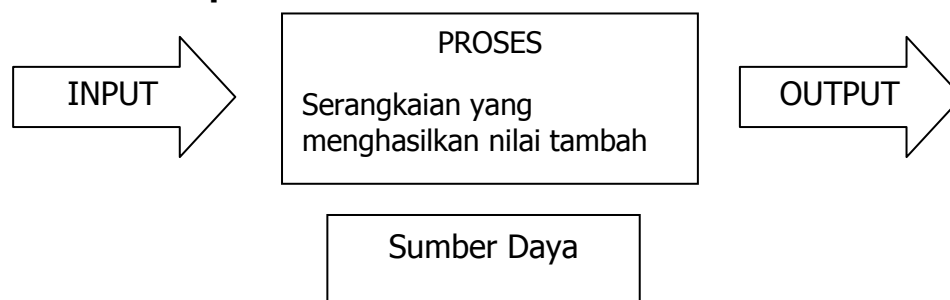 PROSES
INPUT
Serangkaian yang
menghasilkan nilai tambah
OUTPUT
Sumber Daya